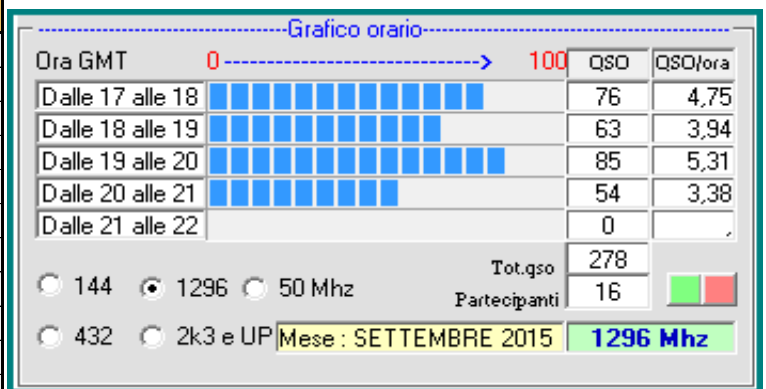 Grafico orario
Ora GMT 0 -----------------------------> 100 QSO QSO/ora
Dalle 17 alle 18 76 4,75
Dalle 18 alle 19 63 3,94
Dalle 19 alle 20 85 5,31
Dalle 20 alle 21 54 3,38
Dalle 21 alle 22 0 ,
Tot.qso 278
144 1296 50 Mhz Partecipanti 16
432 2k3 e UP Mese : SETTEMBRE 2015 1296 Mhz